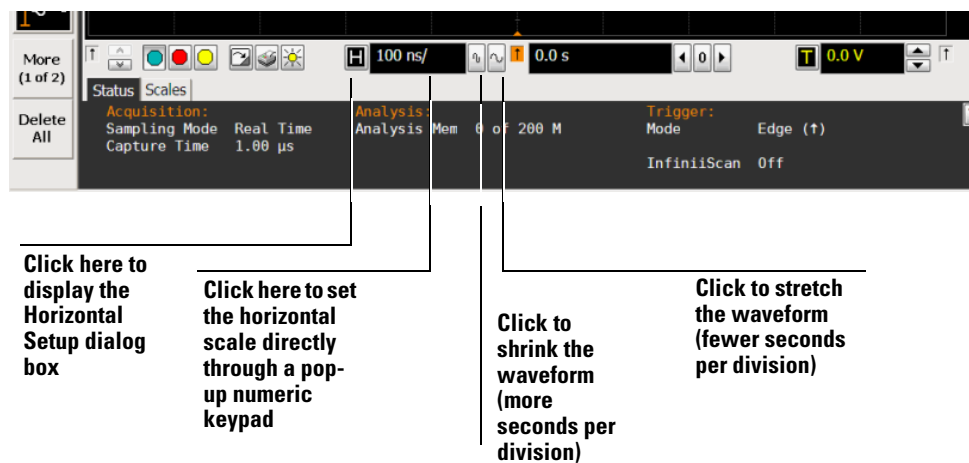 More
(1 of 2)
H 100 ns/ 0.0 s 0 T 0.0 V
Status Scales
Delete
All
Acquisition:
Sampling Mode Real Time
Capture Time 1.00 µs
Analysis:
Analysis Mem 0 of 200 M
Trigger:
Mode Edge (↑)
InfiniiScan Off
Click here to
display the
Horizontal
Setup dialog
box
Click here to set
the horizontal
scale directly
through a pop-
up numeric
keypad
Click to
shrink the
waveform
(more
seconds per
division)
Click to stretch
the waveform
(fewer seconds
per division)